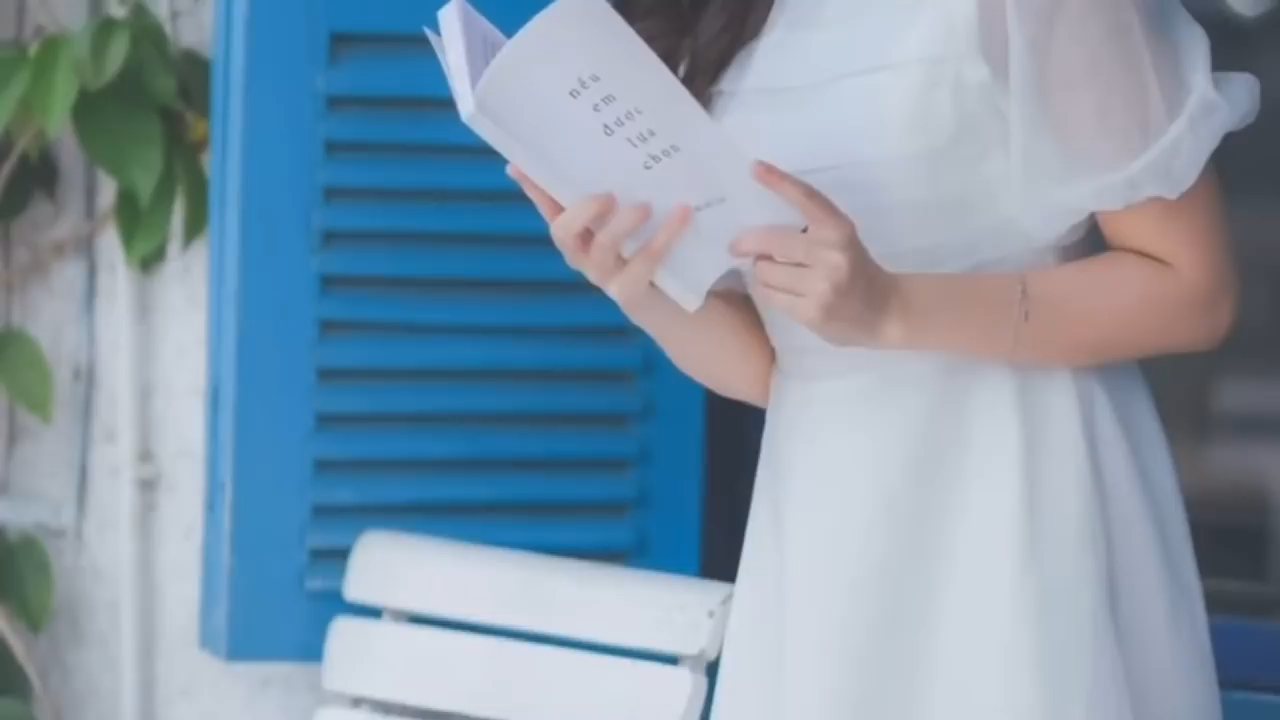 nếu
em
được
lựa
chọn